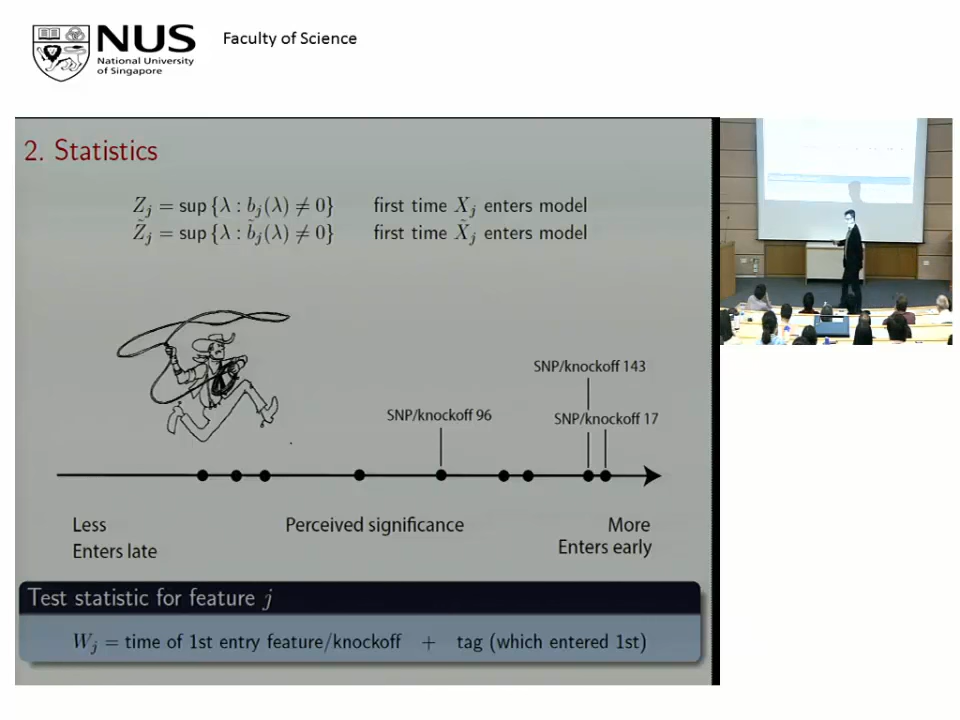 NUS
National University
of Singapore
Faculty of Science
2. Statistics
Z_j = sup {λ : b_j(λ) ≠ 0} first time X_j enters model
Z̃_j = sup {λ : b̃_j(λ) ≠ 0} first time X̃_j enters model
SNP/knockoff 143
SNP/knockoff 96
SNP/knockoff 17
Less
Perceived significance
More
Enters late
Enters early
Test statistic for feature j
W_j = time of 1st entry feature/knockoff + tag (which entered 1st)